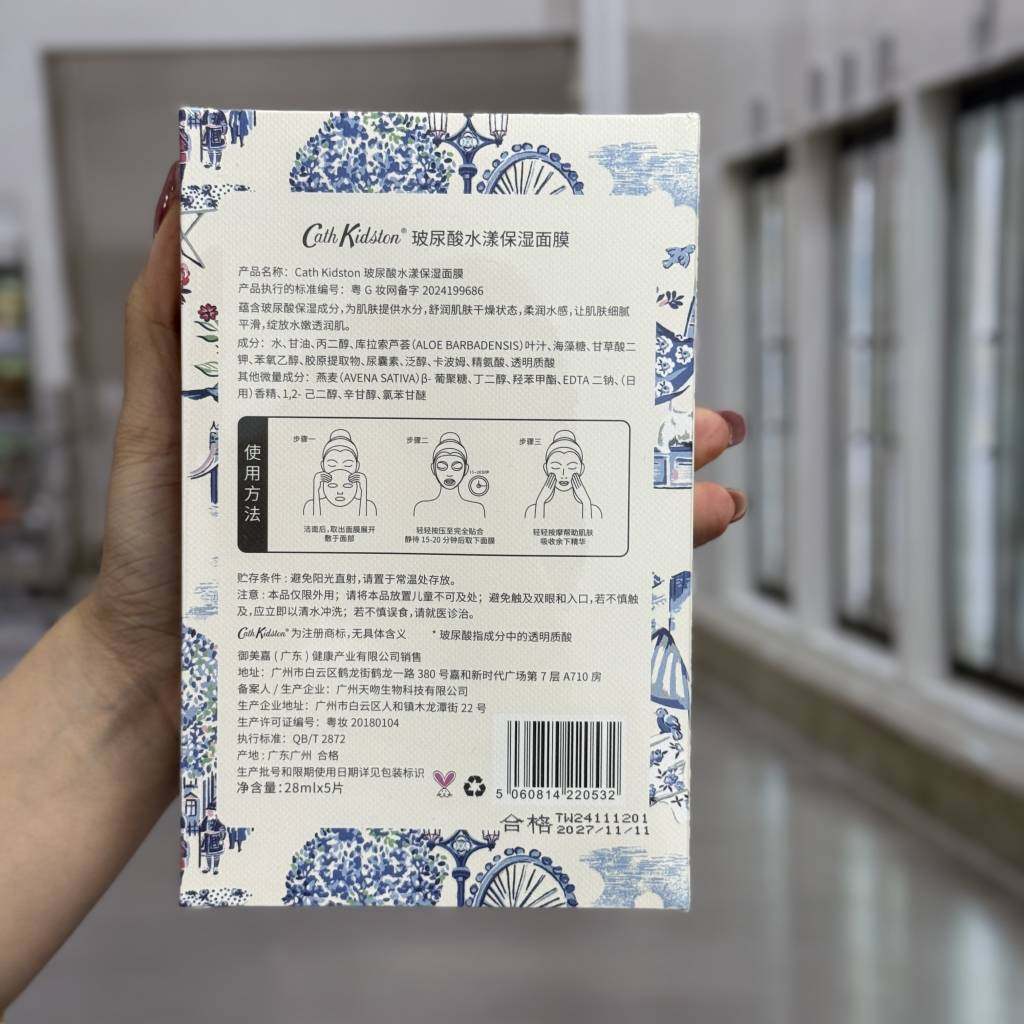 Cath Kidston® 玻尿酸水漾保湿面膜
产品名称：Cath Kidston 玻尿酸水漾保湿面膜
产品执行的标准编号：粤 G 妆网备字 2024199686
蕴含玻尿酸保湿成分，为肌肤提供水分，舒润肌肤干燥状态，柔润水感，让肌肤细腻
平滑，绽放水嫩透润肌。
成分：水、甘油、丙二醇、库拉索芦荟（ALOE BARBADENSIS）叶汁、海藻糖、甘草酸二
钾、苯氧乙醇、胶原提取物、尿囊素、泛醇、卡波姆、精氨酸、透明质酸
其他微量成分：燕麦（AVENA SATIVA）β- 葡聚糖、丁二醇、羟苯甲酯、EDTA 二钠、（日
用）香精、1,2- 己二醇、辛甘醇、氯苯甘醚
使用方法
步骤一
洁面后，取出面膜展开
敷于面部
步骤二
15-20分钟
轻轻按压至完全贴合
静待 15-20 分钟后取下面膜
步骤三
轻轻按摩帮助肌肤
吸收余下精华
贮存条件：避免阳光直射，请置于常温处存放。
注意：本品仅限外用；请将本品放置儿童不可及处；避免触及双眼和入口，若不慎触
及，应立即以清水冲洗；若不慎误食，请就医诊治。
Cath Kidston® 为注册商标，无具体含义 * 玻尿酸指成分中的透明质酸
御美嘉（广东）健康产业有限公司销售
地址：广州市白云区鹤龙街鹤龙一路 380 号嘉和新时代广场第 7 层 A710 房
备案人 / 生产企业：广州天吻生物科技有限公司
生产企业地址：广州市白云区人和镇木龙潭街 22 号
生产许可证编号：粤妆 20180104
执行标准：QB/T 2872
产地：广东广州 合格
生产批号和限期使用日期详见包装标识
净含量：28mlx5片
5 060814 220532
合格 TW24111201
2027/11/11